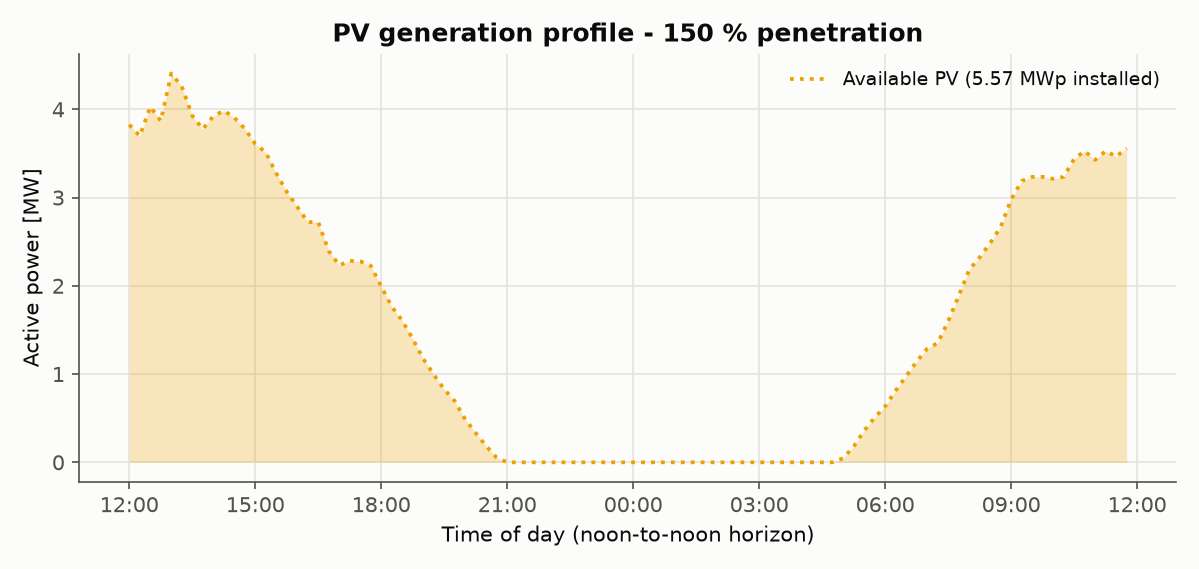 PV generation profile - 150 % penetration
Available PV (5.57 MWp installed)
Active power [MW]
4
3
2
1
0
12:00 15:00 18:00 21:00 00:00 03:00 06:00 09:00 12:00
Time of day (noon-to-noon horizon)